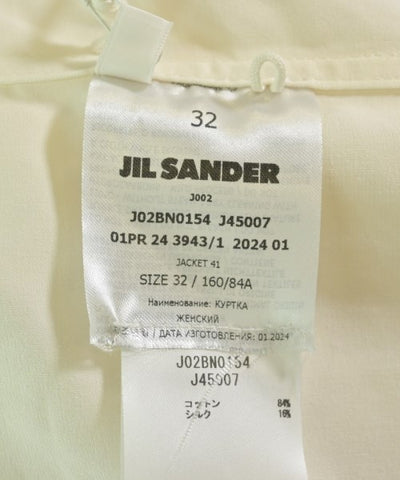 32
JIL SANDER
J002
J02BN0154 J45007
01PR 24 3943/1 2024 01
JACKET 41
SIZE 32 / 160/84A
Наименование: КУРТКА
ЖЕНСКИЙ
/ ДАТА ИЗГОТОВЛЕНИЯ: 01.2024
J02BN0154
J45007
コットン 84%
シルク 16%